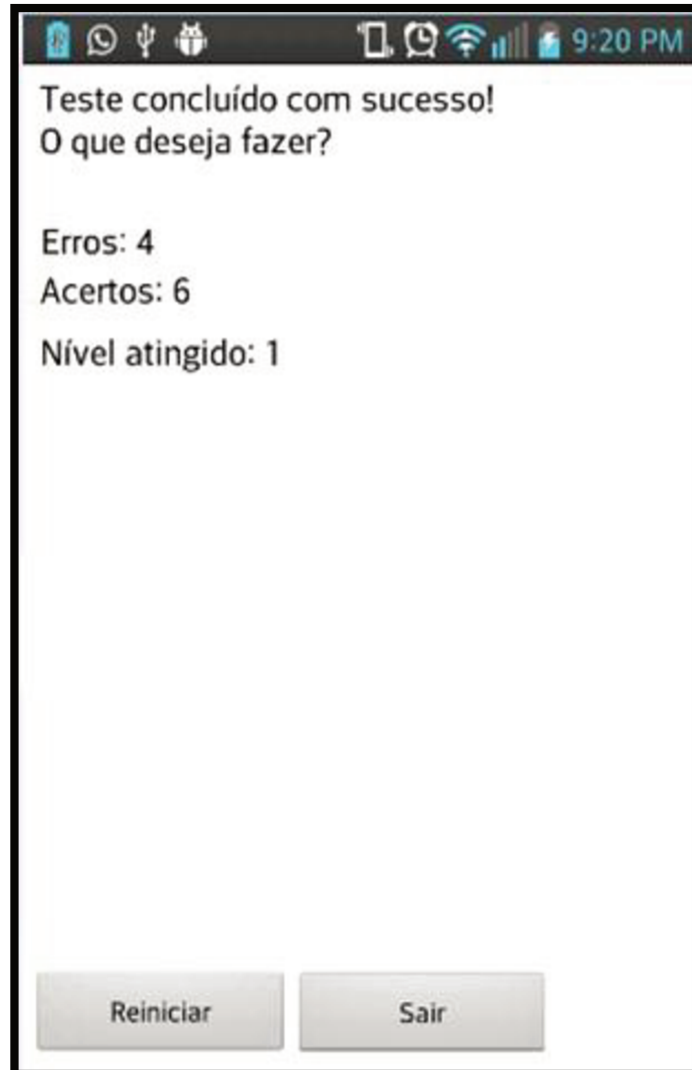 9:20 PM
Teste concluído com sucesso!
O que deseja fazer?
Erros: 4
Acertos: 6
Nível atingido: 1
Reiniciar
Sair